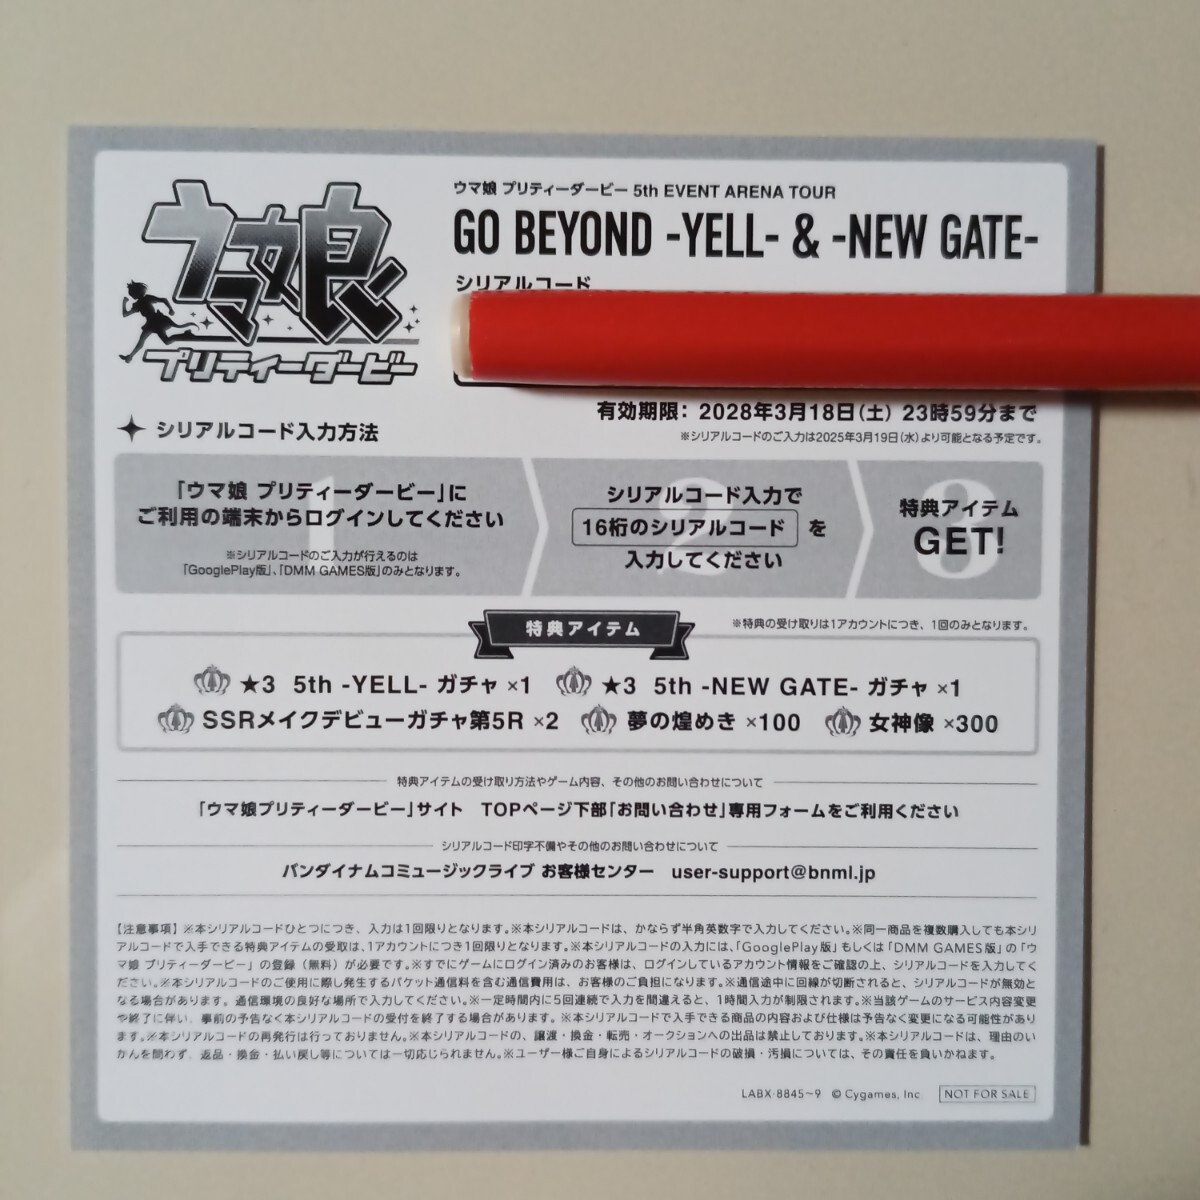 ウマ娘
プリティーダービー
ウマ娘 プリティーダービー 5th EVENT ARENA TOUR
GO BEYOND -YELL- & -NEW GATE-
シリアルコード
有効期限: 2028年3月18日(土) 23時59分まで
※シリアルコードのご入力は2025年3月19日(水)より可能となる予定です。
シリアルコード入力方法
1
「ウマ娘 プリティーダービー」に
ご利用の端末からログインしてください
※シリアルコードのご入力が行えるのは
「GooglePlay版」、「DMM GAMES版」のみとなります。
2
シリアルコード入力で
16桁のシリアルコード を
入力してください
3
特典アイテム
GET!
特典アイテム
※特典の受け取りは1アカウントにつき、1回のみとなります。
★3 5th -YELL- ガチャ ×1 ★3 5th -NEW GATE- ガチャ ×1
SSRメイクデビューガチャ第5R ×2 夢の煌めき ×100 女神像 ×300
特典アイテムの受け取り方法やゲーム内容、その他のお問い合わせについて
「ウマ娘プリティーダービー」サイト TOPページ下部「お問い合わせ」専用フォームをご利用ください
シリアルコード印字不備やその他のお問い合わせについて
バンダイナムコミュージックライブ お客様センター user-support@bnml.jp
【注意事項】※本シリアルコードひとつにつき、入力は1回限りとなります。※本シリアルコードは、かならず半角英数字で入力してください。※同一商品を複数購入しても本シリ
アルコードで入手できる特典アイテムの受取は、1アカウントにつき1回限りとなります。※本シリアルコードの入力には、「GooglePlay版」もしくは「DMM GAMES版」の「ウ
マ娘 プリティーダービー」の登録(無料)が必要です。※すでにゲームにログイン済みのお客様は、ログインしているアカウント情報をご確認の上、シリアルコードを入力してく
ださい。※本シリアルコードのご使用に際し発生するパケット通信料を含む通信費用は、お客様のご負担になります。※通信途中に回線が切断されると、シリアルコードが無効と
なる場合があります。通信環境の良好な場所で入力してください。※一定時間内に5回連続で入力を間違えると、1時間入力が制限されます。※当該ゲームのサービス内容変更
や終了に伴い、事前の予告なく本シリアルコードの受付を終了する場合があります。※本シリアルコードで入手できる商品の内容および仕様は予告なく変更になる可能性があり
ます。※本シリアルコードの再発行は行っておりません。※本シリアルコードの、譲渡・換金・転売・オークションへの出品は禁止しております。※本シリアルコードは、理由のい
かんを問わず、返品・換金・払い戻し等については一切応じられません。※ユーザー様ご自身によるシリアルコードの破損・汚損については、その責任を負いかねます。
LABX-8845~9 © Cygames, Inc. NOT FOR SALE